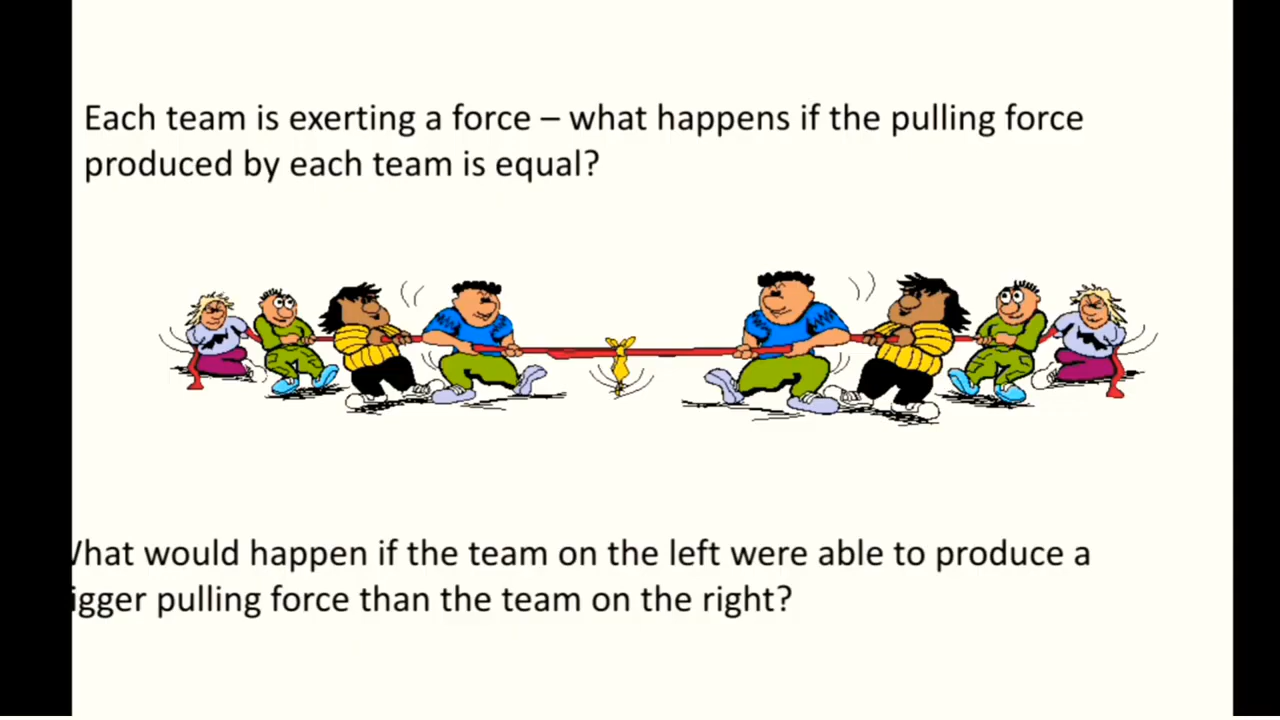 Each team is exerting a force – what happens if the pulling force
produced by each team is equal?
hat would happen if the team on the left were able to produce a
igger pulling force than the team on the right?